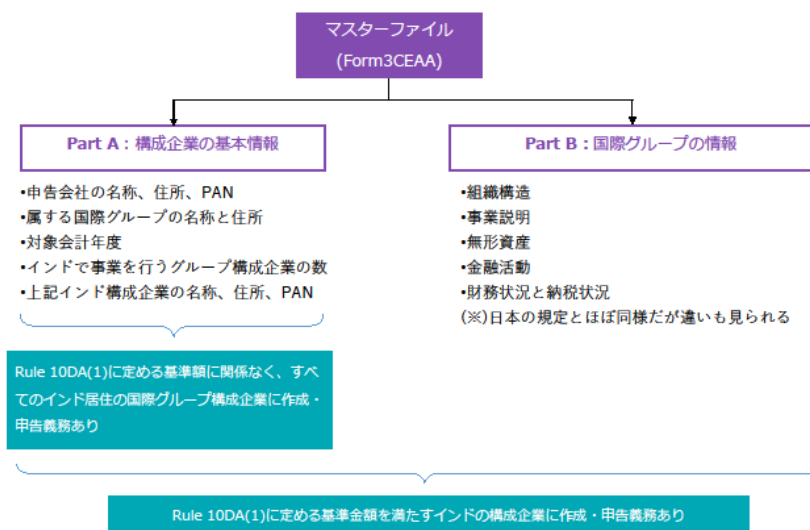 マスターファイル
(Form3CEAA)
Part A：構成企業の基本情報
•申告会社の名称、住所、PAN
•属する国際グループの名称と住所
•対象会計年度
•インドで事業を行うグループ構成企業の数
•上記インド構成企業の名称、住所、PAN
Rule 10DA(1)に定める基準額に関係なく、すべ
てのインド居住の国際グループ構成企業に作成・
申告義務あり
Part B：国際グループの情報
•組織構造
•事業説明
•無形資産
•金融活動
•財務状況と納税状況
(※)日本の規定とほぼ同様だが違いも見られる
Rule 10DA(1)に定める基準金額を満たすインドの構成企業に作成・申告義務あり